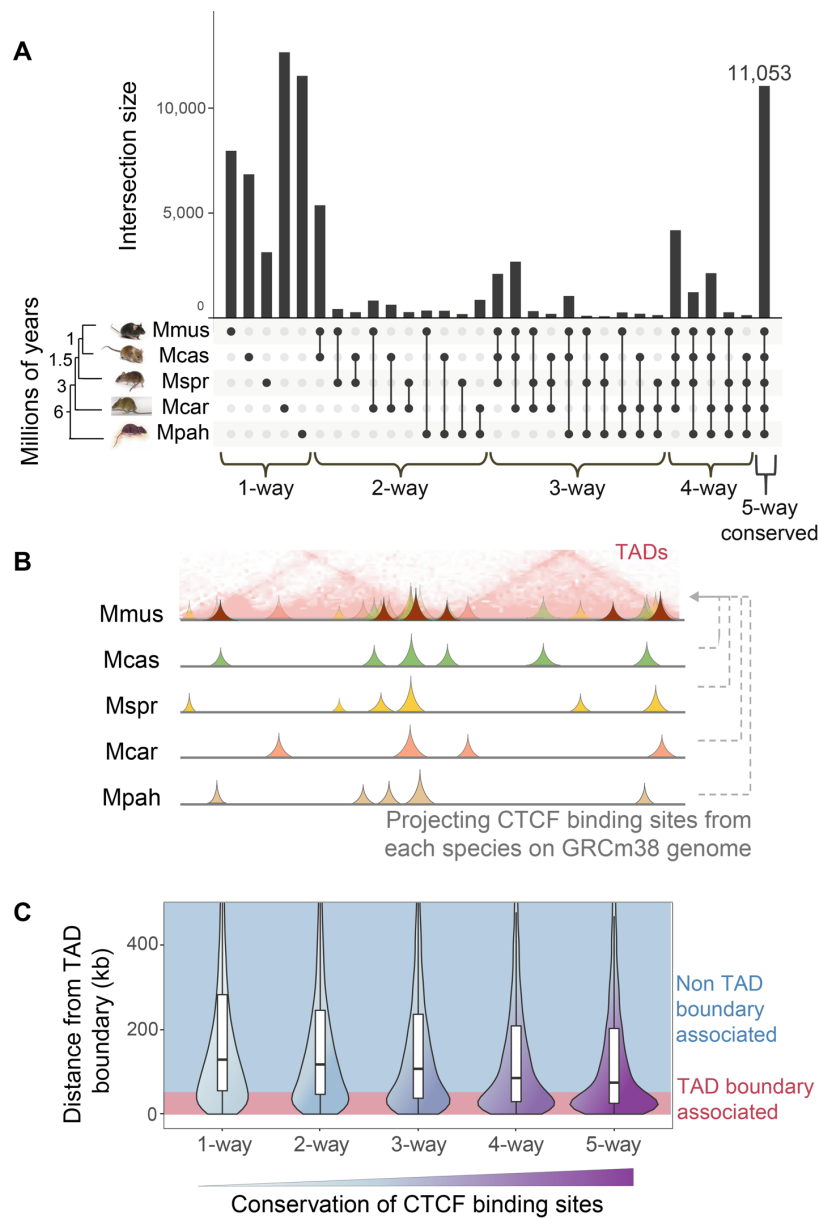 A
Intersection size
11,053
10,000
5,000
0
Millions of years
1
1.5
3
6
Mmus
Mcas
Mspr
Mcar
Mpah
1-way
2-way
3-way
4-way
5-way
conserved
B
TADs
Mmus
Mcas
Mspr
Mcar
Mpah
Projecting CTCF binding sites from
each species on GRCm38 genome
C
Distance from TAD
boundary (kb)
400
200
0
Non TAD
boundary
associated
TAD boundary
associated
1-way
2-way
3-way
4-way
5-way
Conservation of CTCF binding sites